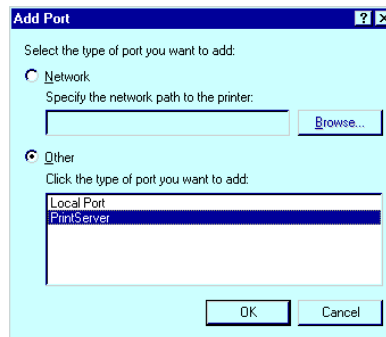 Add Port
Select the type of port you want to add:
Network
Specify the network path to the printer:
Browse...
Other
Click the type of port you want to add:
Local Port
PrintServer
OK Cancel